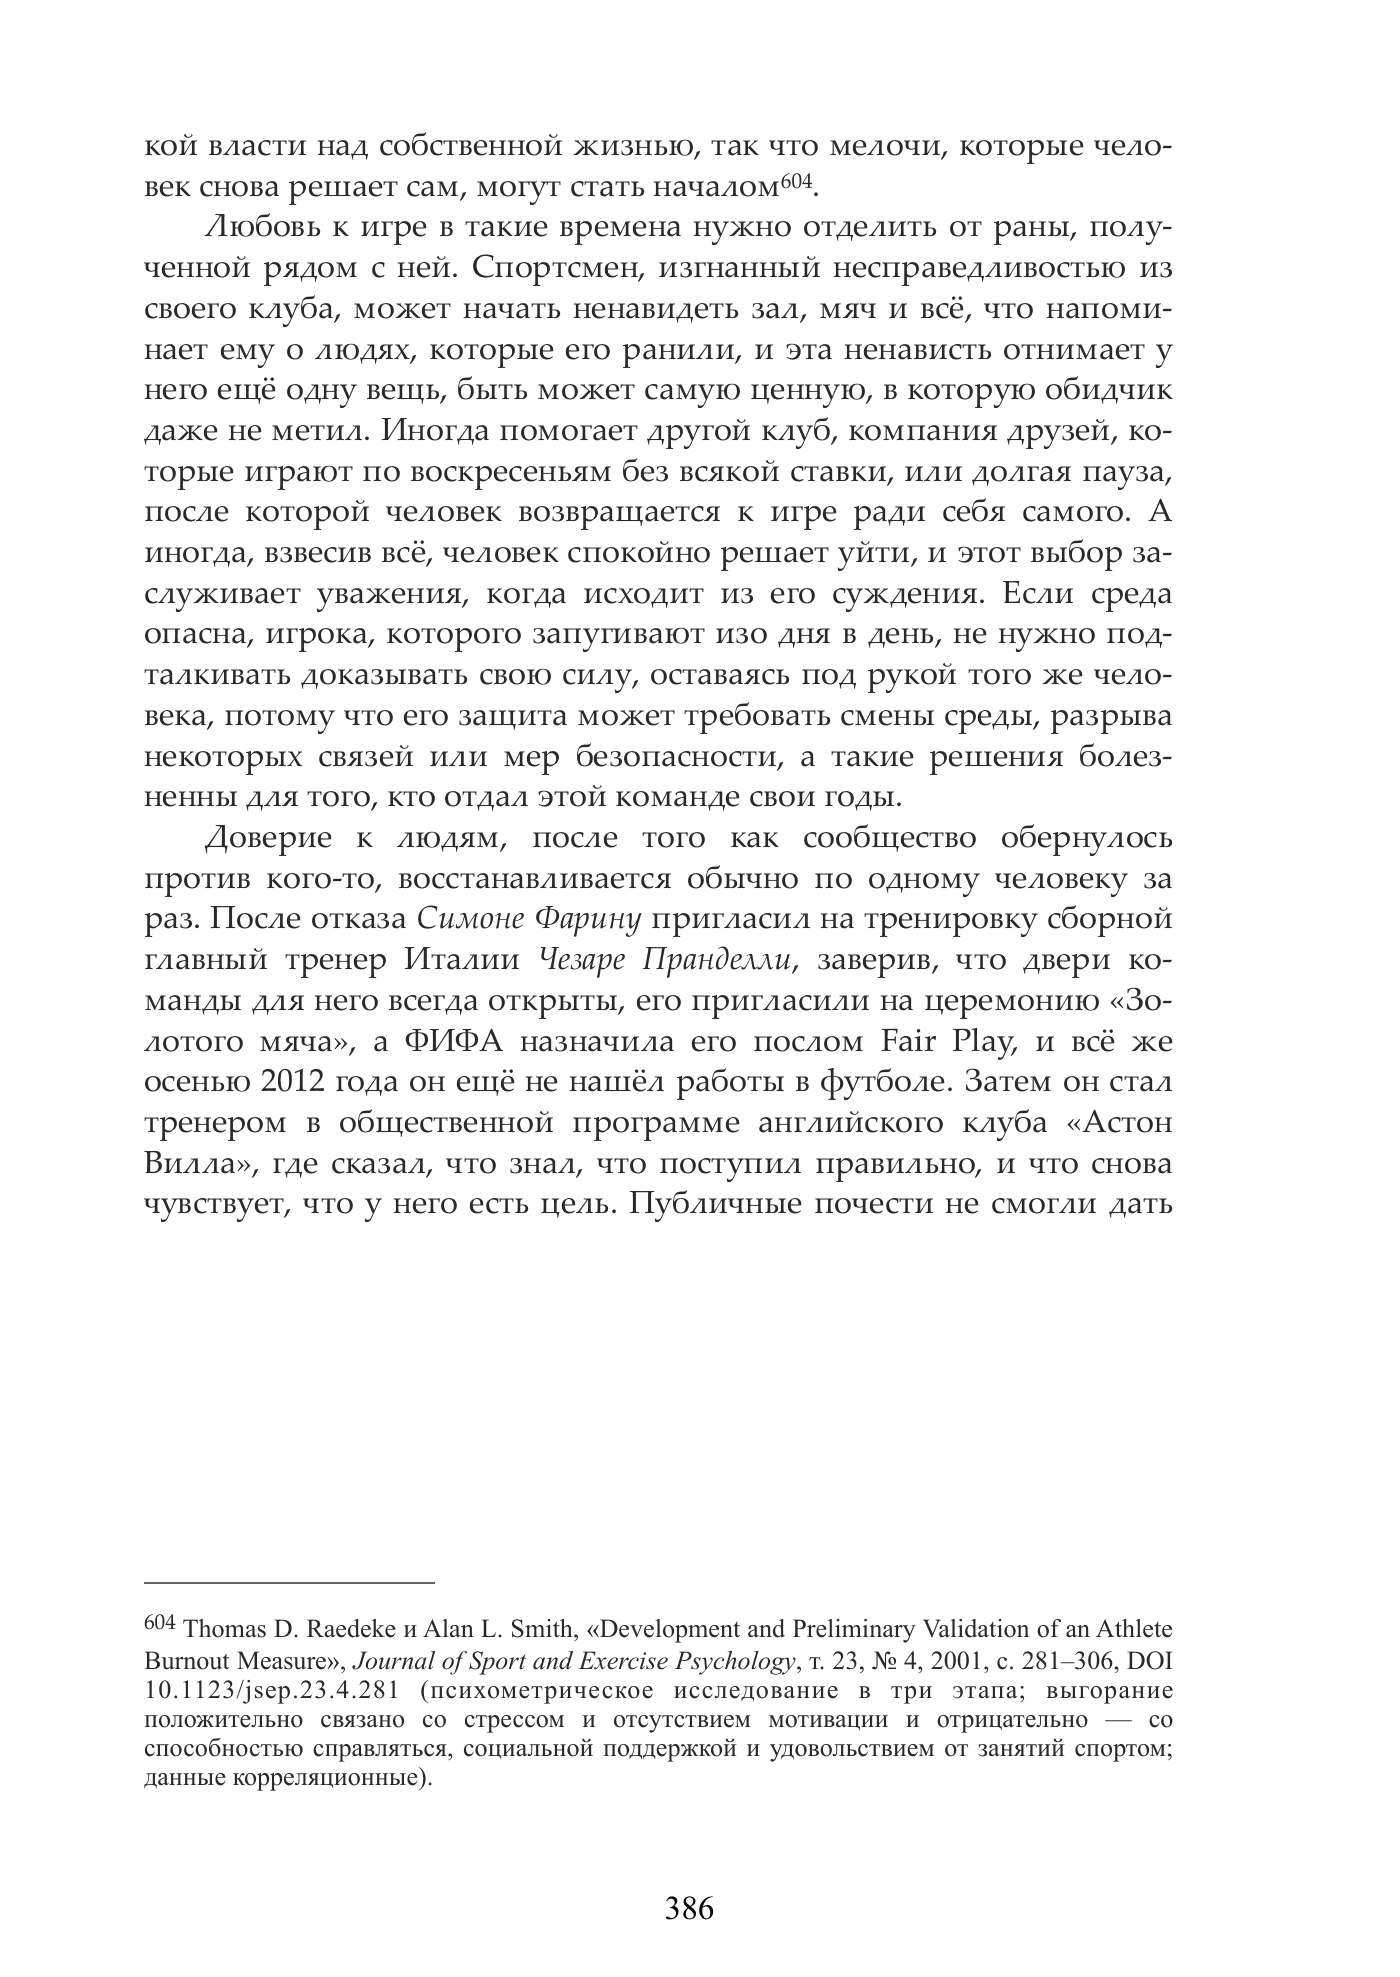 кой власти над собственной жизнью, так что мелочи, которые чело-
век снова решает сам, могут стать началом604.
Любовь к игре в такие времена нужно отделить от раны, полу-
ченной рядом с ней. Спортсмен, изгнанный несправедливостью из
своего клуба, может начать ненавидеть зал, мяч и всё, что напоми-
нает ему о людях, которые его ранили, и эта ненависть отнимает у
него ещё одну вещь, быть может самую ценную, в которую обидчик
даже не метил. Иногда помогает другой клуб, компания друзей, ко-
торые играют по воскресеньям без всякой ставки, или долгая пауза,
после которой человек возвращается к игре ради себя самого. А
иногда, взвесив всё, человек спокойно решает уйти, и этот выбор за-
служивает уважения, когда исходит из его суждения. Если среда
опасна, игрока, которого запугивают изо дня в день, не нужно под-
талкивать доказывать свою силу, оставаясь под рукой того же чело-
века, потому что его защита может требовать смены среды, разрыва
некоторых связей или мер безопасности, а такие решения болез-
ненны для того, кто отдал этой команде свои годы.
Доверие к людям, после того как сообщество обернулось
против кого-то, восстанавливается обычно по одному человеку за
раз. После отказа Симоне Фарину пригласил на тренировку сборной
главный тренер Италии Чезаре Пранделли, заверив, что двери ко-
манды для него всегда открыты, его пригласили на церемонию «Зо-
лотого мяча», а ФИФА назначила его послом Fair Play, и всё же
осенью 2012 года он ещё не нашёл работы в футболе. Затем он стал
тренером в общественной программе английского клуба «Астон
Вилла», где сказал, что знал, что поступил правильно, и что снова
чувствует, что у него есть цель. Публичные почести не смогли дать
604 Thomas D. Raedeke и Alan L. Smith, «Development and Preliminary Validation of an Athlete
Burnout Measure», Journal of Sport and Exercise Psychology, т. 23, № 4, 2001, с. 281–306, DOI
10.1123/jsep.23.4.281 (психометрическое исследование в три этапа; выгорание
положительно связано со стрессом и отсутствием мотивации и отрицательно — со
способностью справляться, социальной поддержкой и удовольствием от занятий спортом;
данные корреляционные).
386